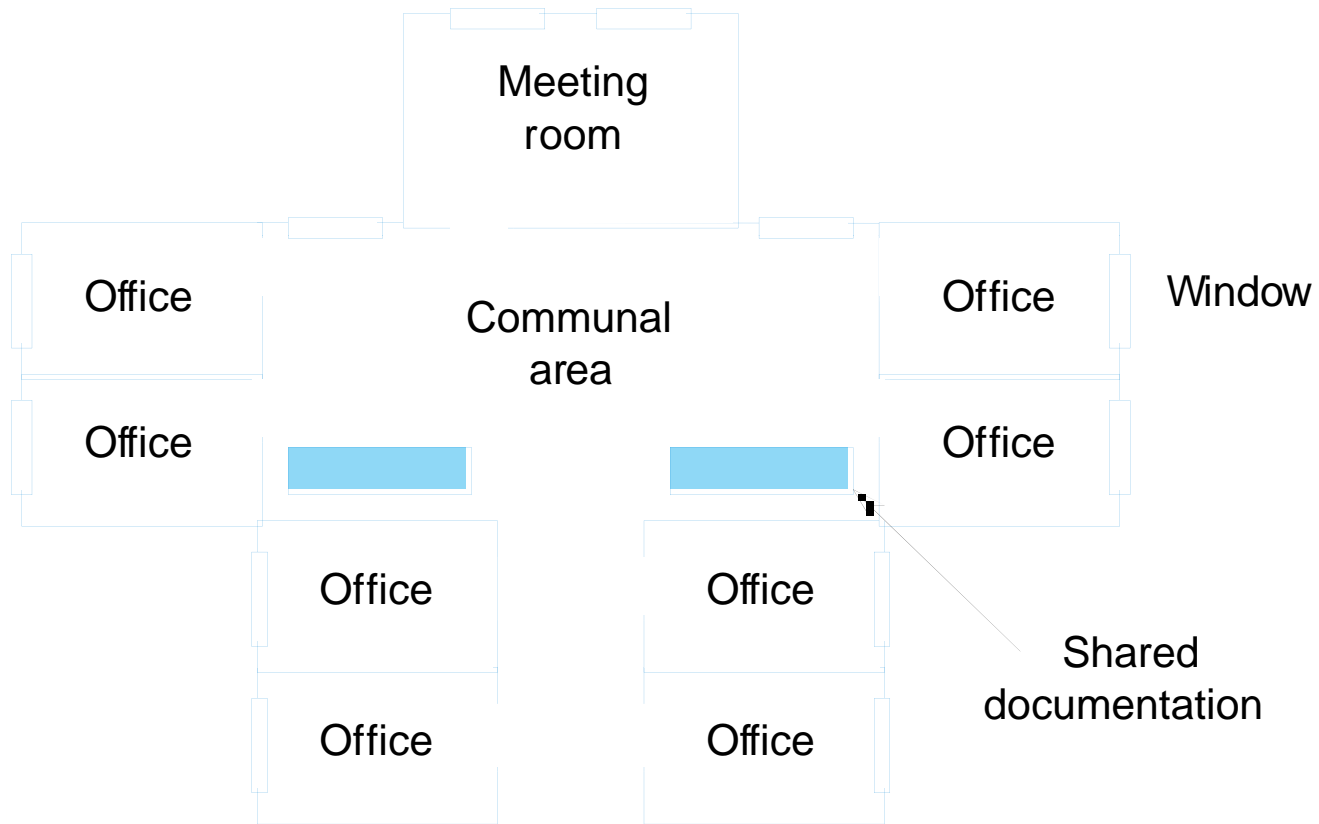 Meeting
room
Office
Office
Window
Communal
area
Office
Office
Office
Office
Shared
documentation
Office
Office